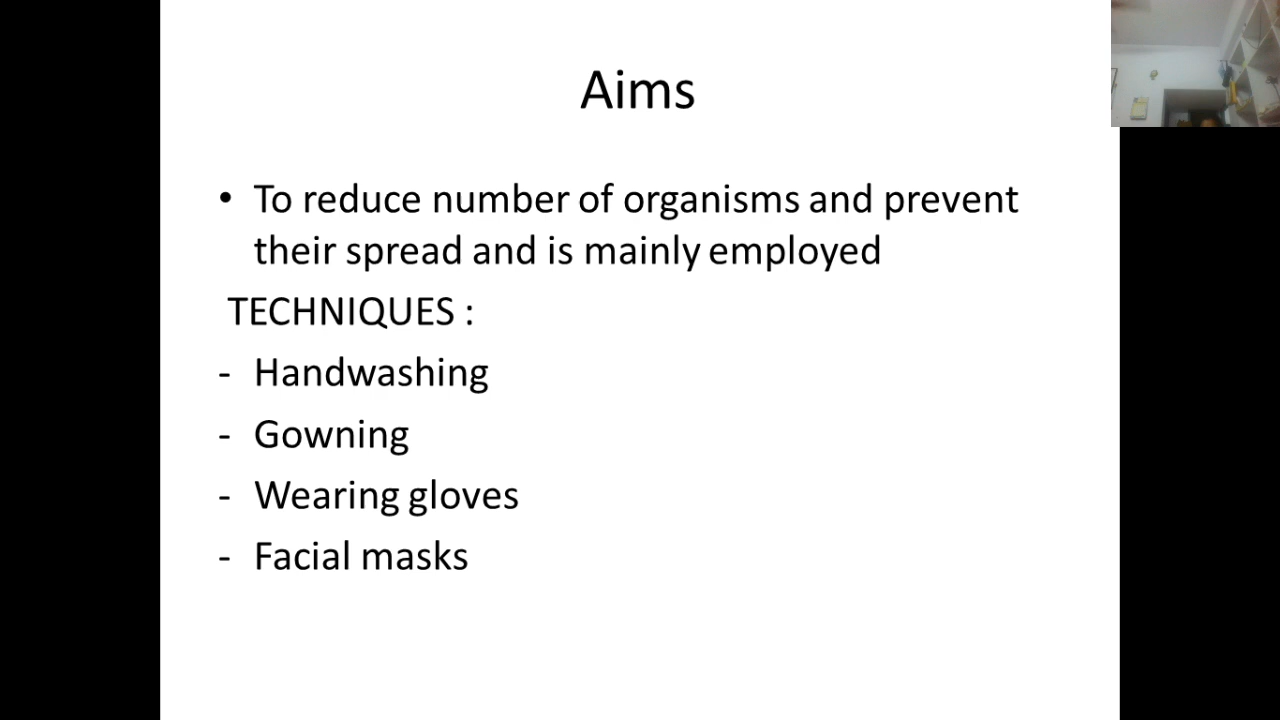 Aims
• To reduce number of organisms and prevent
their spread and is mainly employed
TECHNIQUES :
- Handwashing
- Gowning
- Wearing gloves
- Facial masks